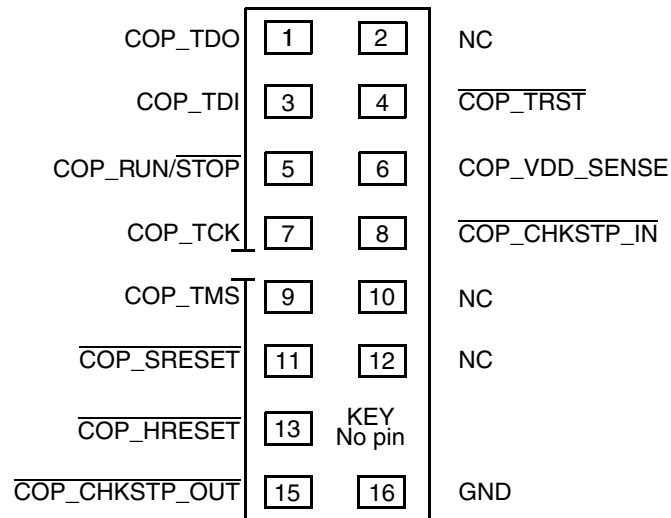 COP_TDO 1 2 NC
COP_TDI 3 4 COP_TRST
COP_RUN/STOP 5 6 COP_VDD_SENSE
COP_TCK 7 8 COP_CHKSTP_IN
COP_TMS 9 10 NC
COP_SRESET 11 12 NC
COP_HRESET 13 KEY
No pin
COP_CHKSTP_OUT 15 16 GND